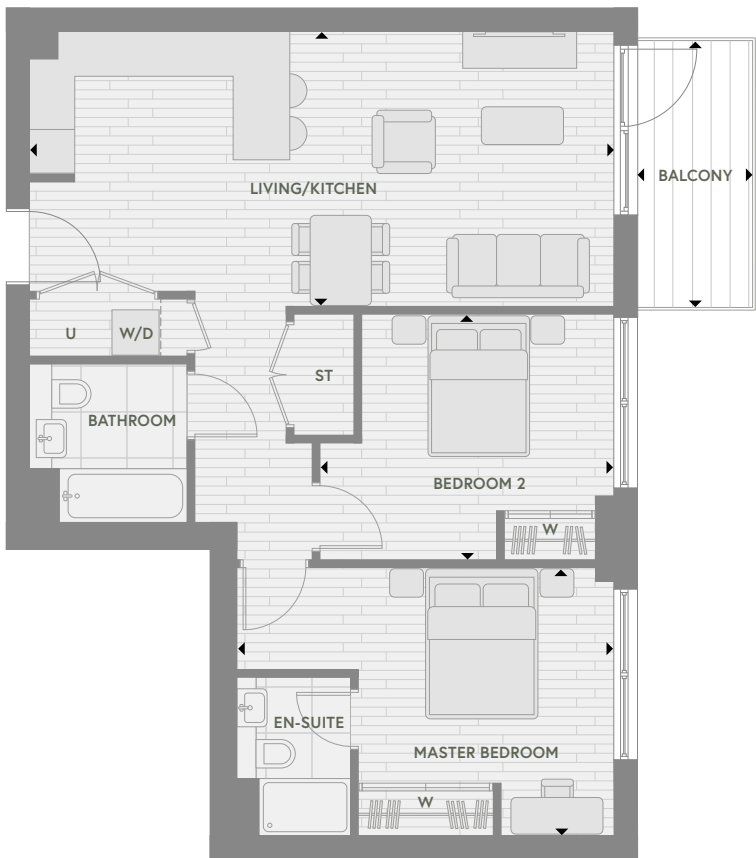 BALCONY
LIVING/KITCHEN
U
W/D
ST
BATHROOM
BEDROOM 2
W
EN-SUITE
MASTER BEDROOM
W